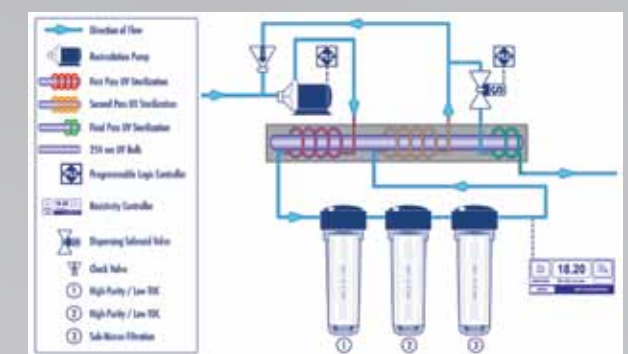 Direction of Flow
Recirculation Pump
First Pass UV Sterilization
Second Pass UV Sterilization
Final Pass UV Sterilization
254 nm UV Bulb
Programmable Logic Controller
Resistivity Controller
Dispensing Solenoid Valve
Check Valve
1 High-Purity / Low-TOC
2 High-Purity / Low-TOC
3 Sub-Micron Filtration
18.20
1 2 3